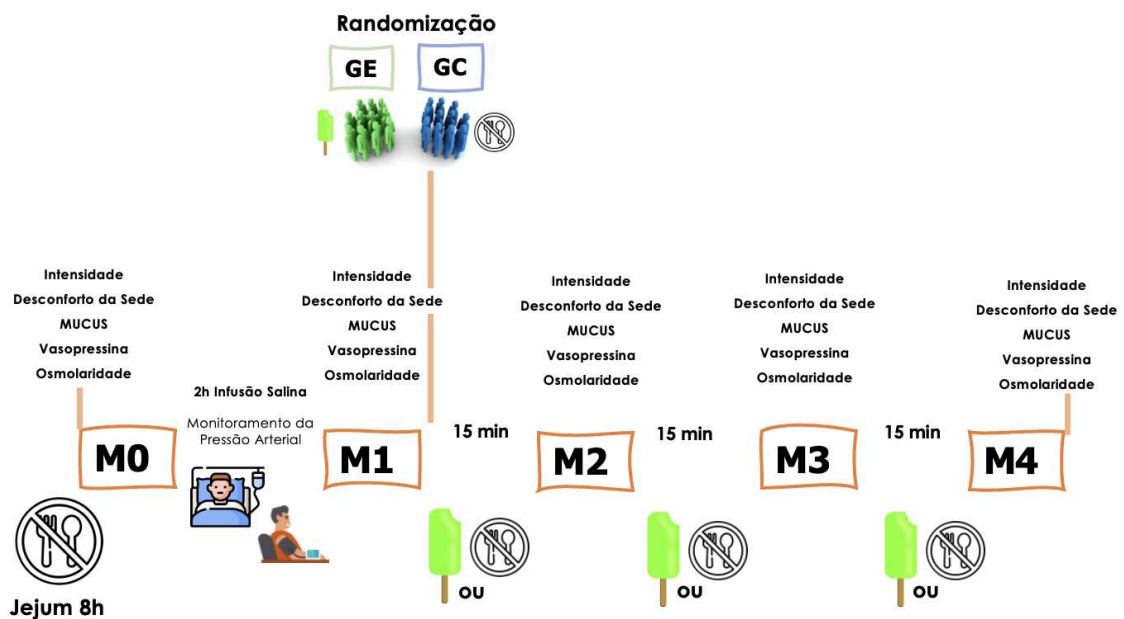 Randomização
GE
GC
Intensidade
Desconforto da Sede
MUCUS
Vasopressina
Osmolaridade
M0
Jejum 8h
2h Infusão Salina
Monitoramento da
Pressão Arterial
Intensidade
Desconforto da Sede
MUCUS
Vasopressina
Osmolaridade
M1
15 min
ou
Intensidade
Desconforto da Sede
MUCUS
Vasopressina
Osmolaridade
M2
15 min
ou
Intensidade
Desconforto da Sede
MUCUS
Vasopressina
Osmolaridade
M3
15 min
ou
Intensidade
Desconforto da Sede
MUCUS
Vasopressina
Osmolaridade
M4